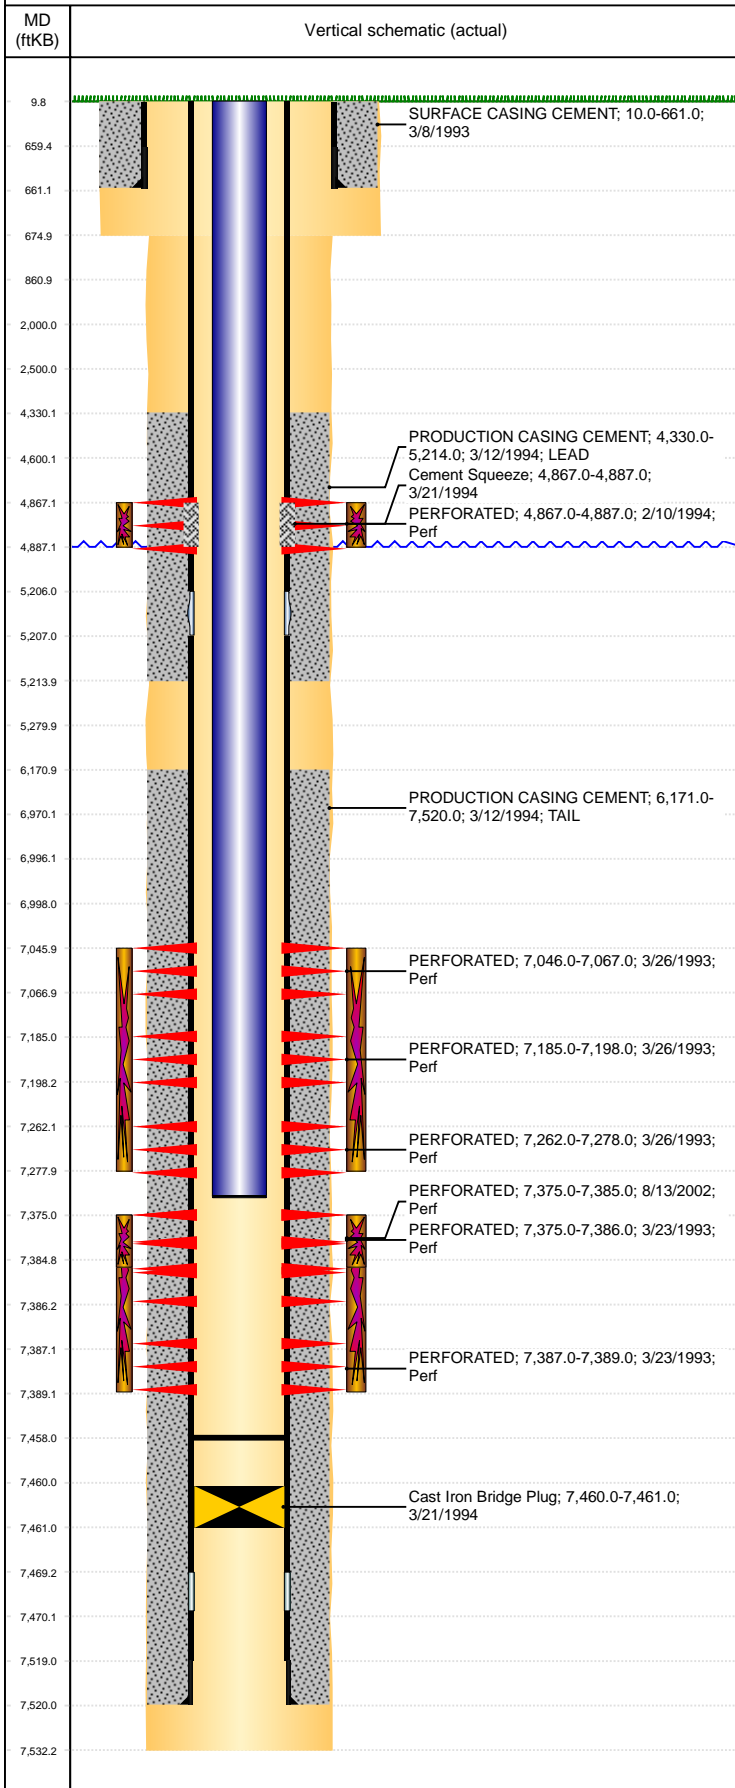 MD
(ftKB)
Vertical schematic (actual)
9.8
SURFACE CASING CEMENT; 10.0-661.0;
3/8/1993
659.4
661.1
674.9
860.9
2,000.0
2,500.0
4,330.1
PRODUCTION CASING CEMENT; 4,330.0-
5,214.0; 3/12/1994; LEAD
4,600.1
Cement Squeeze; 4,867.0-4,887.0;
3/21/1994
4,867.1
PERFORATED; 4,867.0-4,887.0; 2/10/1994;
Perf
4,887.1
5,206.0
5,207.0
5,213.9
5,279.9
6,170.9
PRODUCTION CASING CEMENT; 6,171.0-
7,520.0; 3/12/1994; TAIL
6,970.1
6,996.1
6,998.0
7,045.9
PERFORATED; 7,046.0-7,067.0; 3/26/1993;
Perf
7,066.9
7,185.0
PERFORATED; 7,185.0-7,198.0; 3/26/1993;
Perf
7,198.2
7,262.1
PERFORATED; 7,262.0-7,278.0; 3/26/1993;
Perf
7,277.9
PERFORATED; 7,375.0-7,385.0; 8/13/2002;
Perf
7,375.0
PERFORATED; 7,375.0-7,386.0; 3/23/1993;
Perf
7,384.8
7,386.2
7,387.1
PERFORATED; 7,387.0-7,389.0; 3/23/1993;
Perf
7,389.1
7,458.0
7,460.0
Cast Iron Bridge Plug; 7,460.0-7,461.0;
3/21/1994
7,461.0
7,469.2
7,470.1
7,519.0
7,520.0
7,532.2